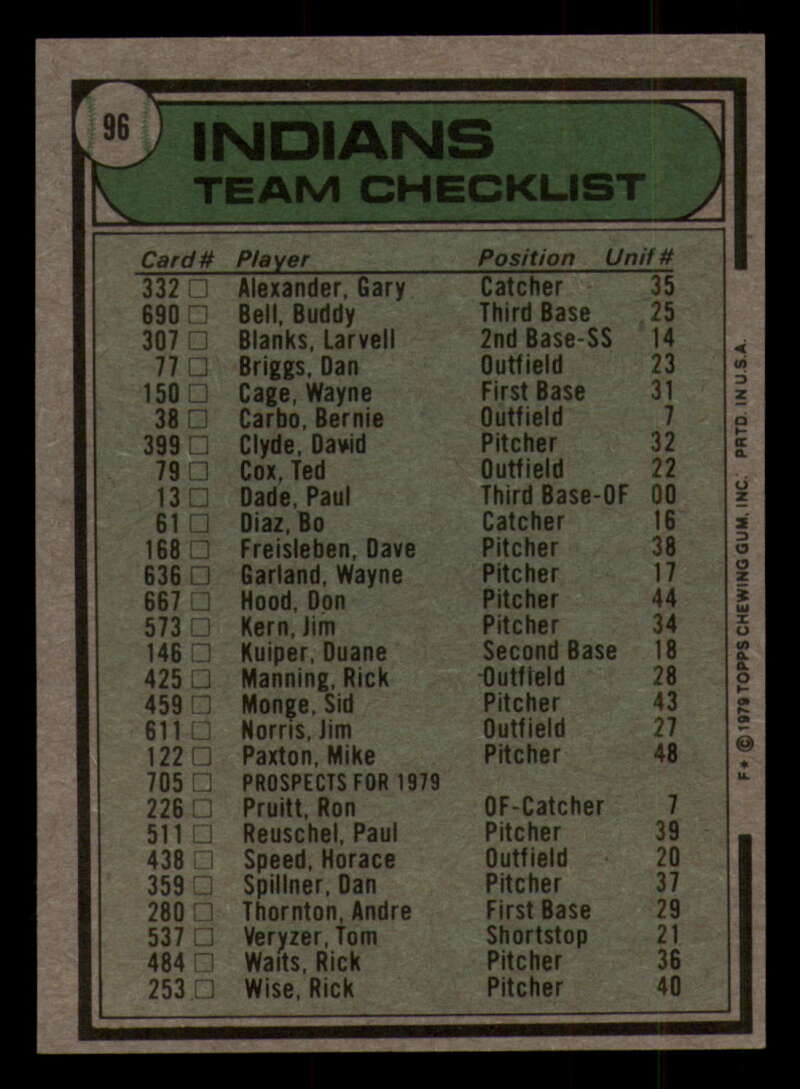 96
INDIANS
TEAM CHECKLIST
Card# Player Position Unif#
332 Alexander, Gary Catcher 35
690 Bell, Buddy Third Base 25
307 Blanks, Larvell 2nd Base-SS 14
77 Briggs, Dan Outfield 23
150 Cage, Wayne First Base 31
38 Carbo, Bernie Outfield 7
399 Clyde, David Pitcher 32
79 Cox, Ted Outfield 22
13 Dade, Paul Third Base-OF 00
61 Diaz, Bo Catcher 16
168 Freisleben, Dave Pitcher 38
636 Garland, Wayne Pitcher 17
667 Hood, Don Pitcher 44
573 Kern, Jim Pitcher 34
146 Kuiper, Duane Second Base 18
425 Manning, Rick Outfield 28
459 Monge, Sid Pitcher 43
611 Norris, Jim Outfield 27
122 Paxton, Mike Pitcher 48
705 PROSPECTS FOR 1979
226 Pruitt, Ron OF-Catcher 7
511 Reuschel, Paul Pitcher 39
438 Speed, Horace Outfield 20
359 Spillner, Dan Pitcher 37
280 Thornton, Andre First Base 29
537 Veryzer, Tom Shortstop 21
484 Waits, Rick Pitcher 36
253 Wise, Rick Pitcher 40
F* © 1979 TOPPS CHEWING GUM, INC. PRTD. IN U.S.A.